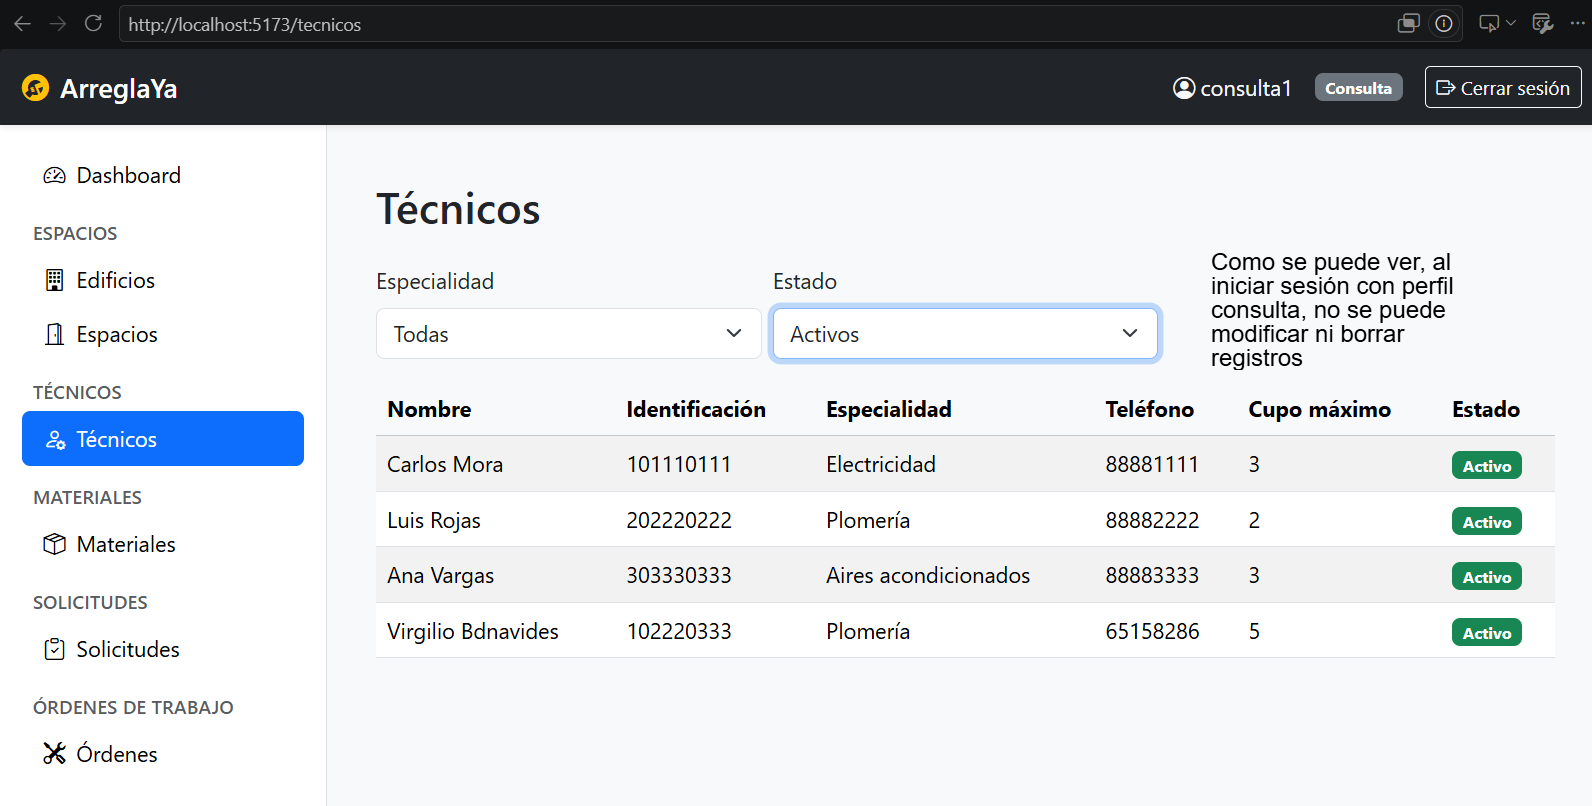 http://localhost:5173/tecnicos
ArreglaYa
consulta1 Consulta Cerrar sesión
Dashboard
ESPACIOS
Edificios
Espacios
TÉCNICOS
Técnicos
MATERIALES
Materiales
SOLICITUDES
Solicitudes
ÓRDENES DE TRABAJO
Órdenes
Técnicos
Especialidad Estado
Todas Activos
Como se puede ver, al
iniciar sesión con perfil
consulta, no se puede
modificar ni borrar
registros
Nombre Identificación Especialidad Teléfono Cupo máximo Estado
Carlos Mora 101110111 Electricidad 88881111 3 Activo
Luis Rojas 202220222 Plomería 88882222 2 Activo
Ana Vargas 303330333 Aires acondicionados 88883333 3 Activo
Virgilio Bdnavides 102220333 Plomería 65158286 5 Activo